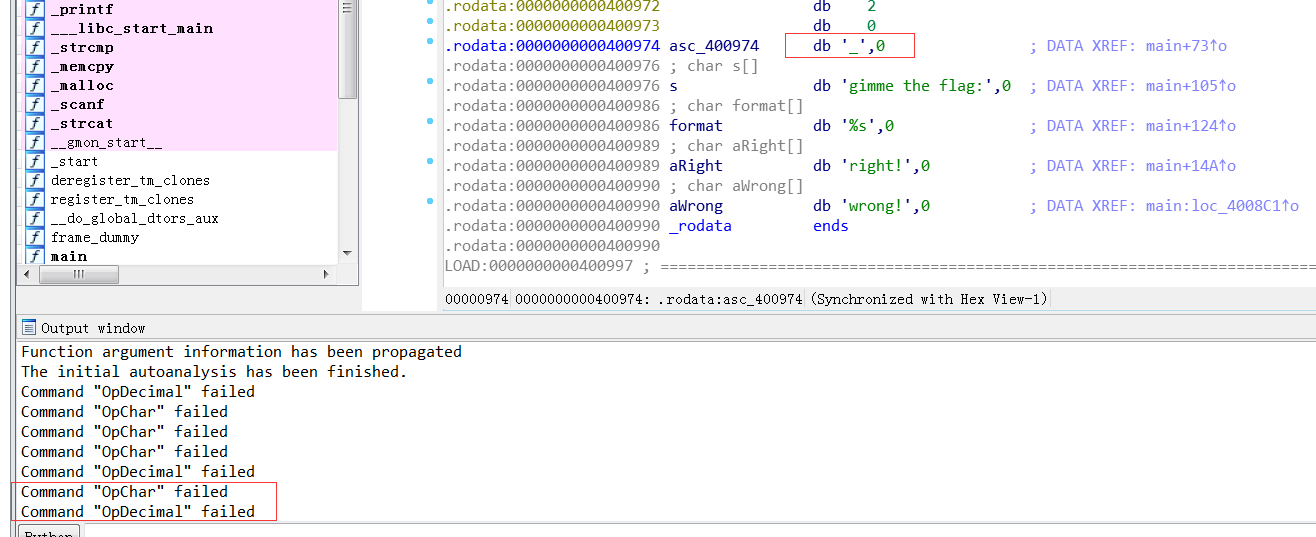 f _printf
f ___libc_start_main
f _strcmp
f _memcpy
f _malloc
f _scanf
f _strcat
f __gmon_start__
f _start
f deregister_tm_clones
f register_tm_clones
f __do_global_dtors_aux
f frame_dummy
f main
.rodata:0000000000400972 db 2
.rodata:0000000000400973 db 0
.rodata:0000000000400974 asc_400974 db '_',0 ; DATA XREF: main+73↑o
.rodata:0000000000400976 ; char s[]
.rodata:0000000000400976 s db 'gimme the flag:',0 ; DATA XREF: main+105↑o
.rodata:0000000000400986 ; char format[]
.rodata:0000000000400986 format db '%s',0 ; DATA XREF: main+124↑o
.rodata:0000000000400989 ; char aRight[]
.rodata:0000000000400989 aRight db 'right!',0 ; DATA XREF: main+14A↑o
.rodata:0000000000400990 ; char aWrong[]
.rodata:0000000000400990 aWrong db 'wrong!',0 ; DATA XREF: main:loc_4008C1↑o
.rodata:0000000000400990 _rodata ends
.rodata:0000000000400990
LOAD:0000000000400997 ; ========================================================================
00000974 0000000000400974: .rodata:asc_400974 (Synchronized with Hex View-1)
Output window
Function argument information has been propagated
The initial autoanalysis has been finished.
Command "OpDecimal" failed
Command "OpChar" failed
Command "OpChar" failed
Command "OpChar" failed
Command "OpDecimal" failed
Command "OpChar" failed
Command "OpDecimal" failed
Python